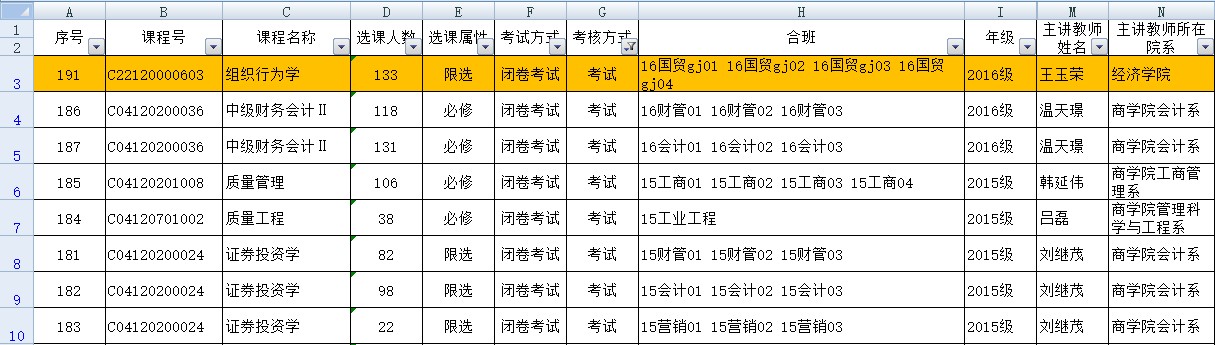 A B C D E F G H I M N
1 序号 课程号 课程名称 选课人数 选课属性 考试方式 考核方式 合班 年级 主讲教师 主讲教师所在
2 姓名 院系
3 191 C22120000603 组织行为学 133 限选 闭卷考试 考试 16国贸gj01 16国贸gj02 16国贸gj03 16国贸 2016级 王玉荣 经济学院
gj04
4 186 C04120200036 中级财务会计Ⅱ 118 必修 闭卷考试 考试 16财管01 16财管02 16财管03 2016级 温天璟 商学院会计系
5 187 C04120200036 中级财务会计Ⅱ 131 必修 闭卷考试 考试 16会计01 16会计02 16会计03 2016级 温天璟 商学院会计系
6 185 C04120201008 质量管理 106 必修 闭卷考试 考试 15工商01 15工商02 15工商03 15工商04 2015级 韩延伟 商学院工商管
理系
7 184 C04120701002 质量工程 38 必修 闭卷考试 考试 15工业工程 2015级 吕磊 商学院管理科
学与工程系
8 181 C04120200024 证券投资学 82 限选 闭卷考试 考试 15财管01 15财管02 15财管03 2015级 刘继茂 商学院会计系
9 182 C04120200024 证券投资学 98 限选 闭卷考试 考试 15会计01 15会计02 15会计03 2015级 刘继茂 商学院会计系
10 183 C04120200024 证券投资学 22 限选 闭卷考试 考试 15营销01 15营销02 15营销03 2015级 刘继茂 商学院会计系